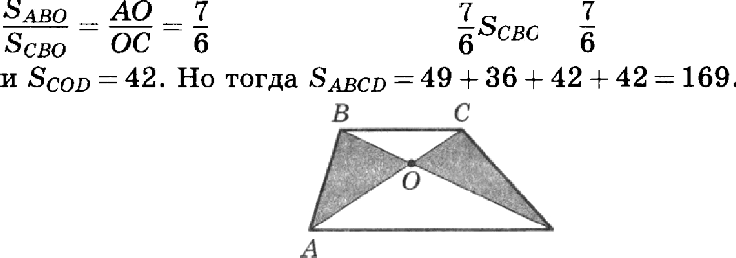 S_{ABO}/S_{CBO} = AO/OC = 7/6 7/6 S_{CBC} 7/6
и S_{COD} = 42. Но тогда S_{ABCD} = 49 + 36 + 42 + 42 = 169.
B C
O
A